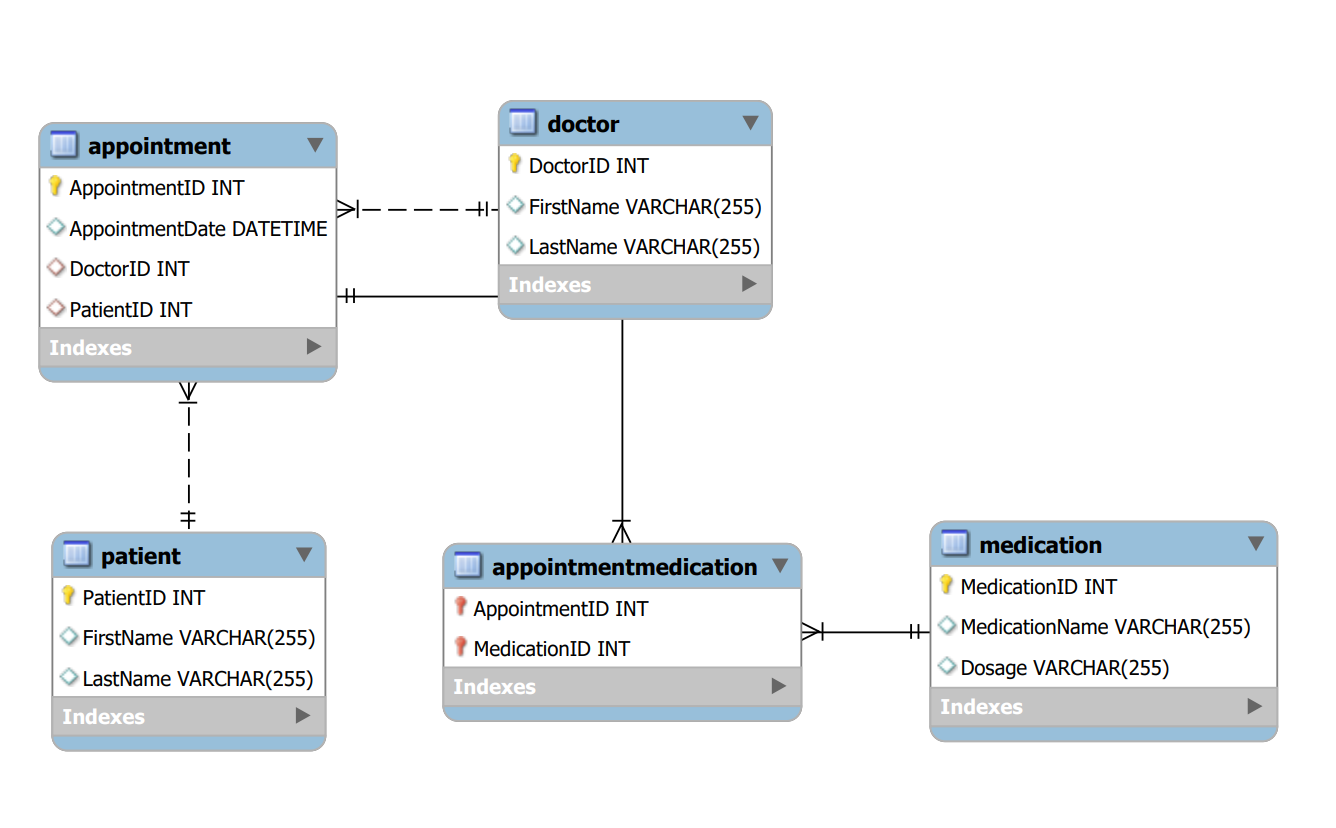 appointment
AppointmentID INT
AppointmentDate DATETIME
DoctorID INT
PatientID INT
Indexes
doctor
DoctorID INT
FirstName VARCHAR(255)
LastName VARCHAR(255)
Indexes
patient
PatientID INT
FirstName VARCHAR(255)
LastName VARCHAR(255)
Indexes
appointmentmedication
AppointmentID INT
MedicationID INT
Indexes
medication
MedicationID INT
MedicationName VARCHAR(255)
Dosage VARCHAR(255)
Indexes